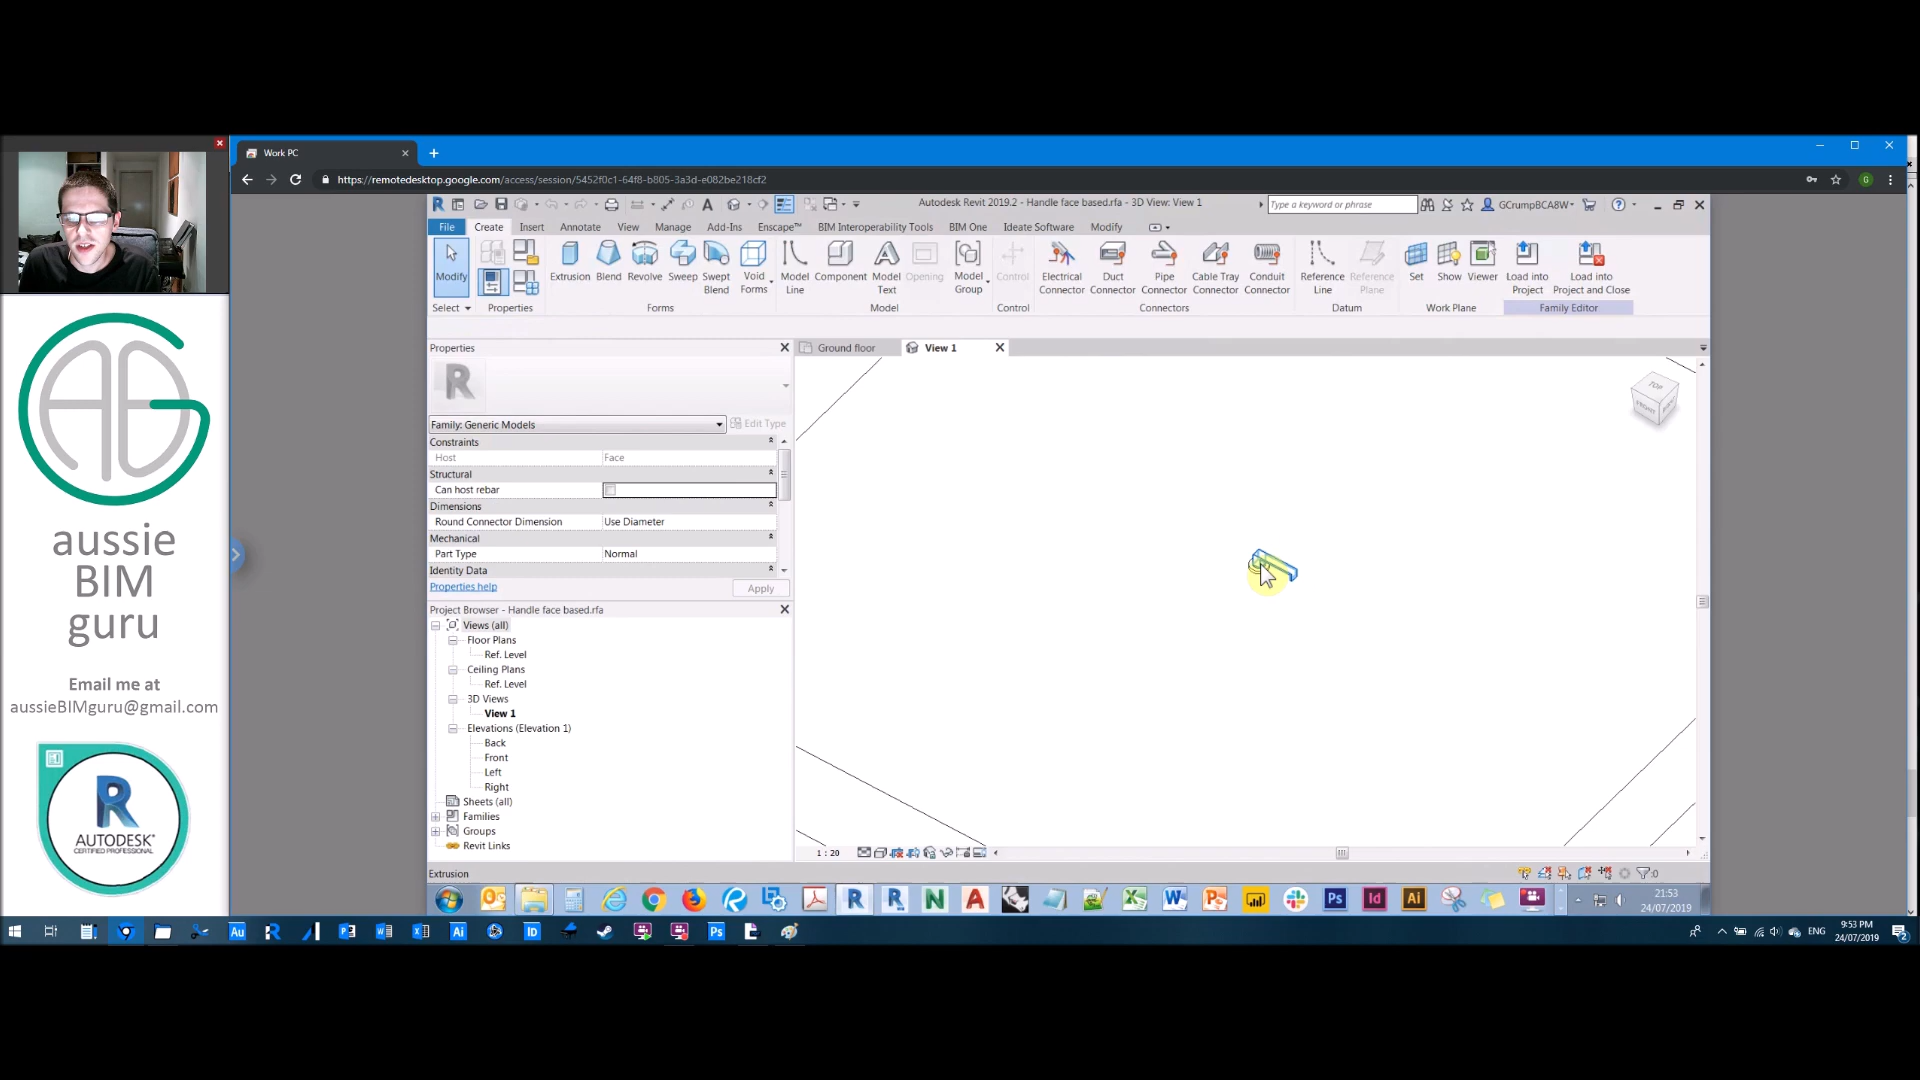 Work PC
https://remotedesktop.google.com/access/session/5452f0c1-64f8-b805-3a3d-e082be218cf2
G
Autodesk Revit 2019.2 - Handle face based.rfa - 3D View: View 1
Type a keyword or phrase
GCrumpBCA8W
File Create Insert Annotate View Manage Add-Ins Enscape™ BIM Interoperability Tools BIM One Ideate Software Modify
Modify Extrusion Blend Revolve Sweep Swept Blend Void Forms Model Line Component Model Text Opening Model Group Control Electrical Connector Duct Connector Pipe Connector Cable Tray Connector Conduit Connector Reference Line Reference Plane Set Show Viewer Load into Project Load into Project and Close
Select Properties Forms Model Control Connectors Datum Work Plane Family Editor
Properties
Ground floor
View 1
Family: Generic Models
Edit Type
Constraints
Host Face
Structural
Can host rebar
Dimensions
Round Connector Dimension Use Diameter
Mechanical
Part Type Normal
Identity Data
Properties help
Apply
Project Browser - Handle face based.rfa
Views (all)
Floor Plans
Ref. Level
Ceiling Plans
Ref. Level
3D Views
View 1
Elevations (Elevation 1)
Back
Front
Left
Right
Sheets (all)
Families
Groups
Revit Links
TOP
FRONT
1 : 20
Extrusion
:0
21:53
24/07/2019
ENG
9:53 PM
24/07/2019
2
aussie
BIM
guru
Email me at
aussieBIMguru@gmail.com
R
AUTODESK
CERTIFIED PROFESSIONAL